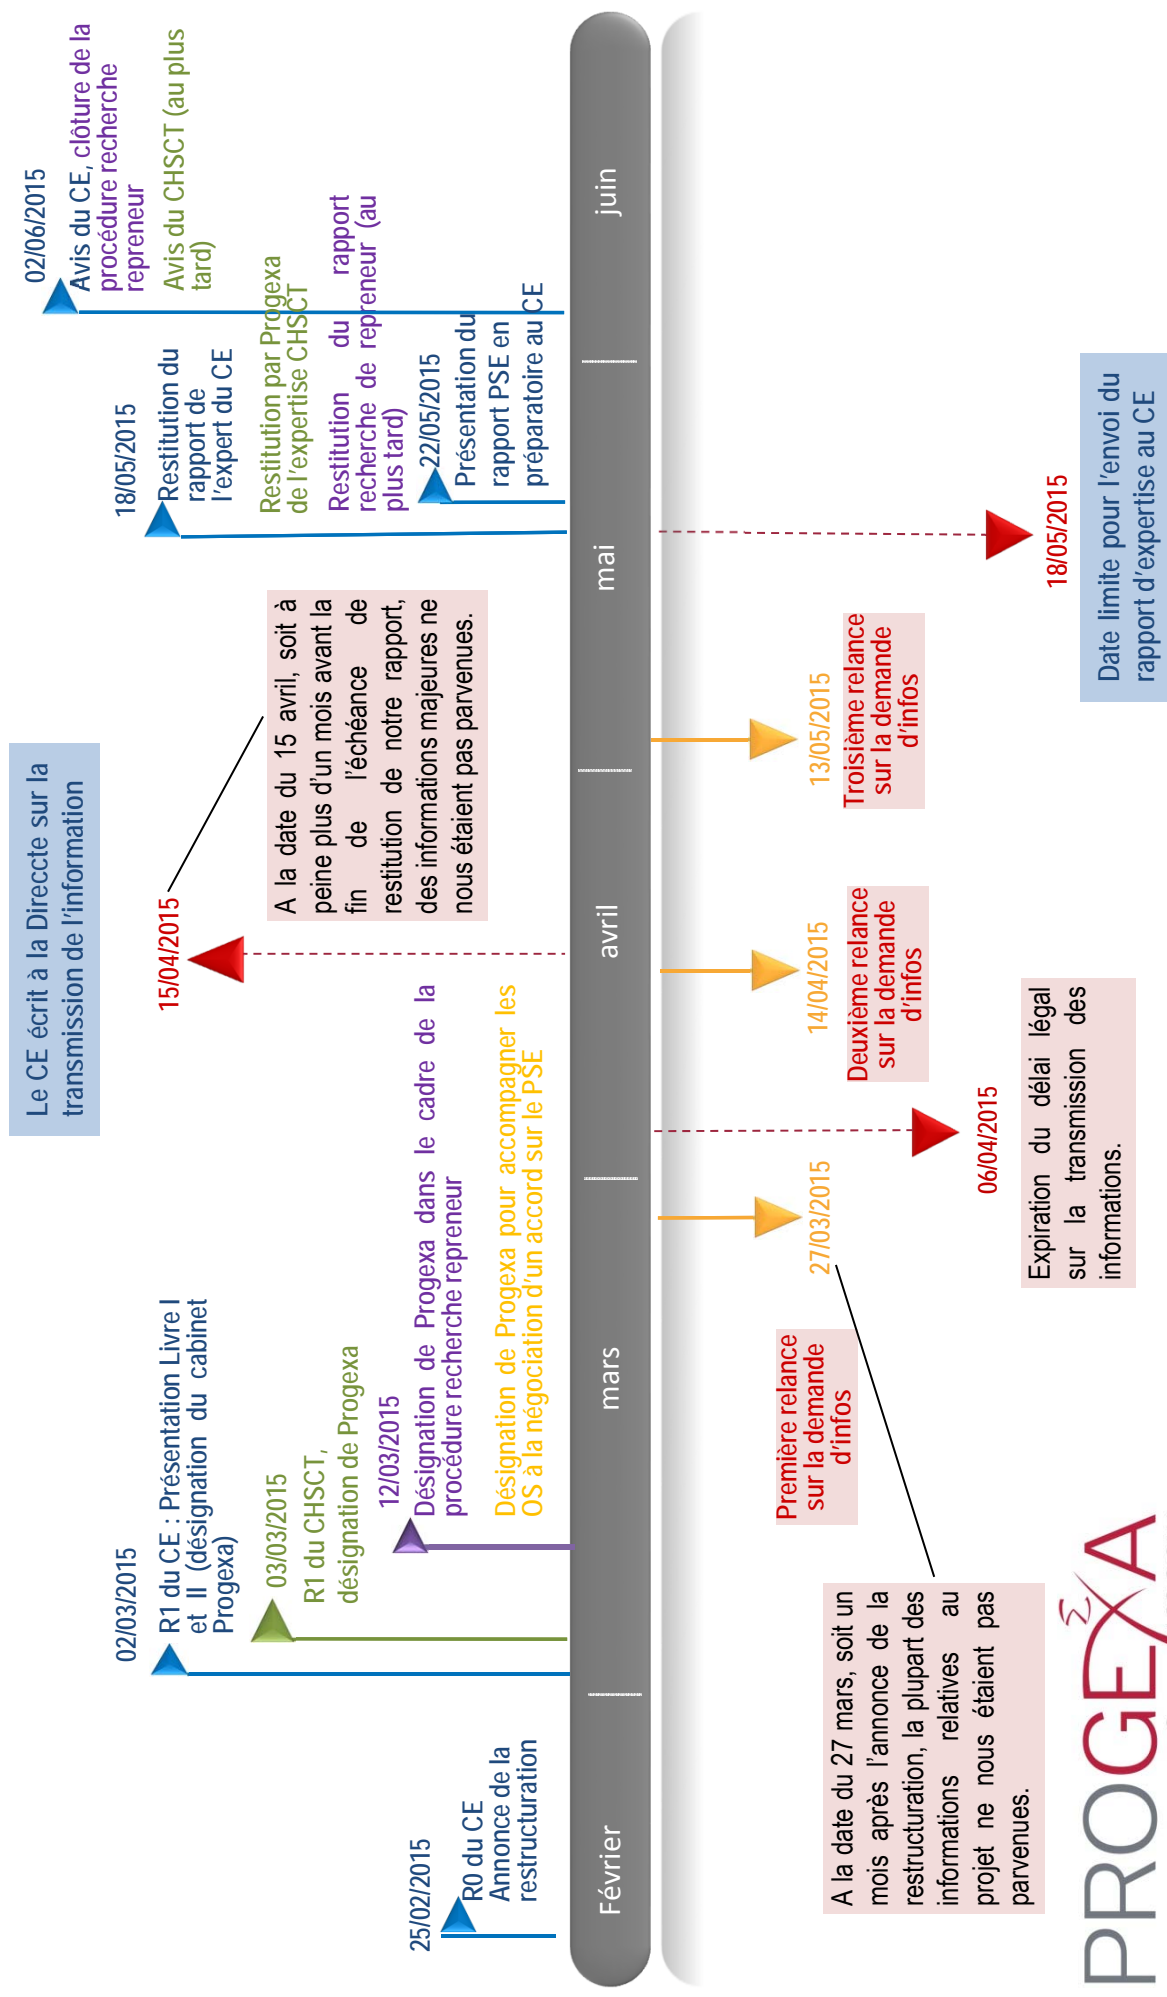 Le CE écrit à la Direccte sur la
transmission de l'information
25/02/2015
R0 du CE
Annonce de la
restructuration
02/03/2015
R1 du CE : Présentation Livre I
et II (désignation du cabinet
Progexa)
03/03/2015
R1 du CHSCT,
désignation de Progexa
12/03/2015
Désignation de Progexa dans le cadre de la
procédure recherche repreneur
Désignation de Progexa pour accompagner les
OS à la négociation d'un accord sur le PSE
15/04/2015
A la date du 15 avril, soit à
peine plus d'un mois avant la
fin de l'échéance de
restitution de notre rapport,
des informations majeures ne
nous étaient pas parvenues.
18/05/2015
Restitution du
rapport de
l'expert du CE
Restitution par Progexa
de l'expertise CHSCT
Restitution du rapport
recherche de repreneur (au
plus tard)
22/05/2015
Présentation du
rapport PSE en
préparatoire au CE
02/06/2015
Avis du CE, clôture de la
procédure recherche
repreneur
Avis du CHSCT (au plus
tard)
Février
mars
avril
mai
juin
Première relance
sur la demande
d'infos
27/03/2015
A la date du 27 mars, soit un
mois après l'annonce de la
restructuration, la plupart des
informations relatives au
projet ne nous étaient pas
parvenues.
06/04/2015
Expiration du délai légal
sur la transmission des
informations.
14/04/2015
Deuxième relance
sur la demande
d'infos
13/05/2015
Troisième relance
sur la demande
d'infos
18/05/2015
Date limite pour l'envoi du
rapport d'expertise au CE
PROGEXA